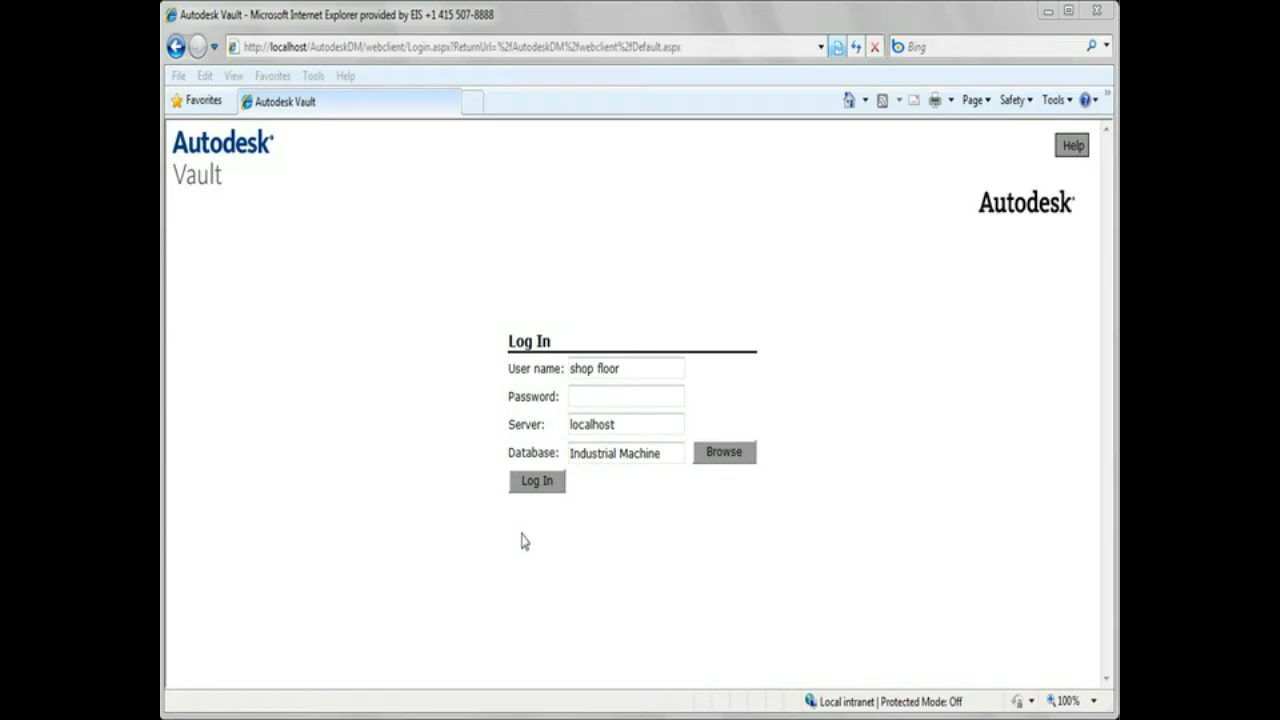 Autodesk Vault - Microsoft Internet Explorer provided by EIS +1 415 507-8888
http://localhost/AutodeskDM/webclient/Login.aspx?ReturnUrl=%2fAutodeskDM%2fwebclient%2fDefault.aspx
Bing
File Edit View Favorites Tools Help
Favorites Autodesk Vault Page Safety Tools
Autodesk
Vault
Help
Autodesk
Log In
User name: shop floor
Password:
Server: localhost
Database: Industrial Machine Browse
Log In
Local intranet | Protected Mode: Off 100%